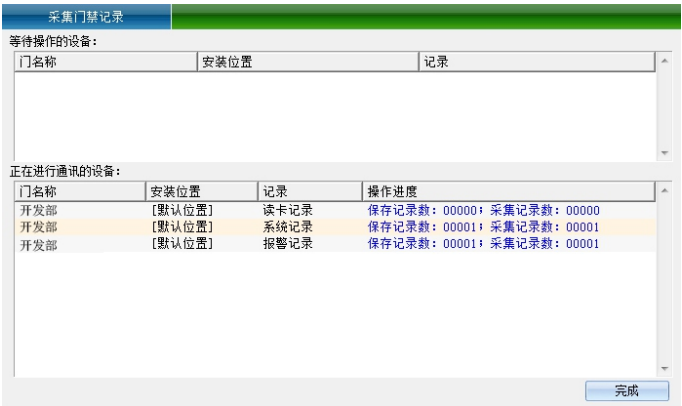 采集门禁记录
等待操作的设备:
门名称 安装位置 记录
正在进行通讯的设备:
门名称 安装位置 记录 操作进度
开发部 [默认位置] 读卡记录 保存记录数: 00000; 采集记录数: 00000
开发部 [默认位置] 系统记录 保存记录数: 00001; 采集记录数: 00001
开发部 [默认位置] 报警记录 保存记录数: 00001; 采集记录数: 00001
完成